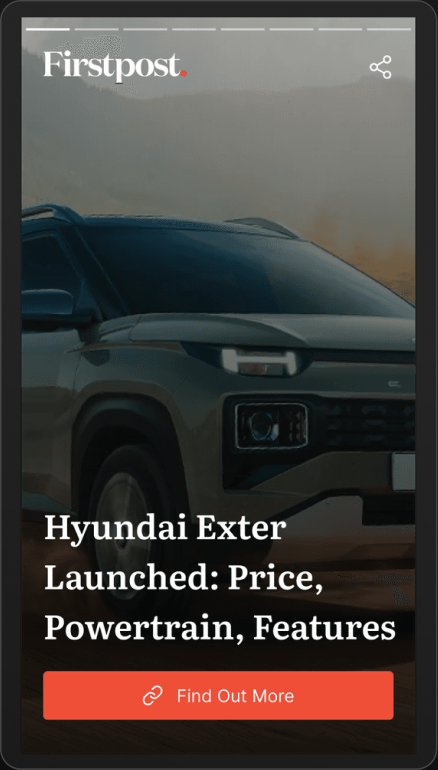 Firstpost.
Hyundai Exter
Launched: Price,
Powertrain, Features
Find Out More